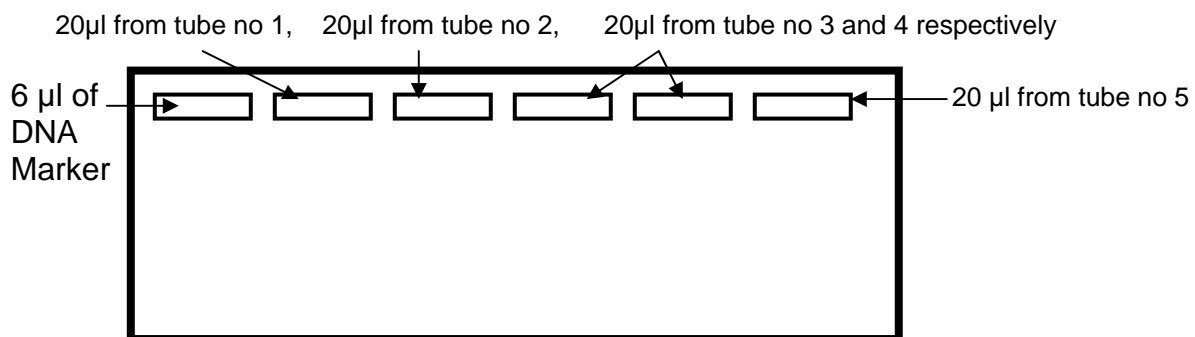 20µl from tube no 1, 20µl from tube no 2, 20µl from tube no 3 and 4 respectively
6 µl of
DNA
Marker
20 µl from tube no 5